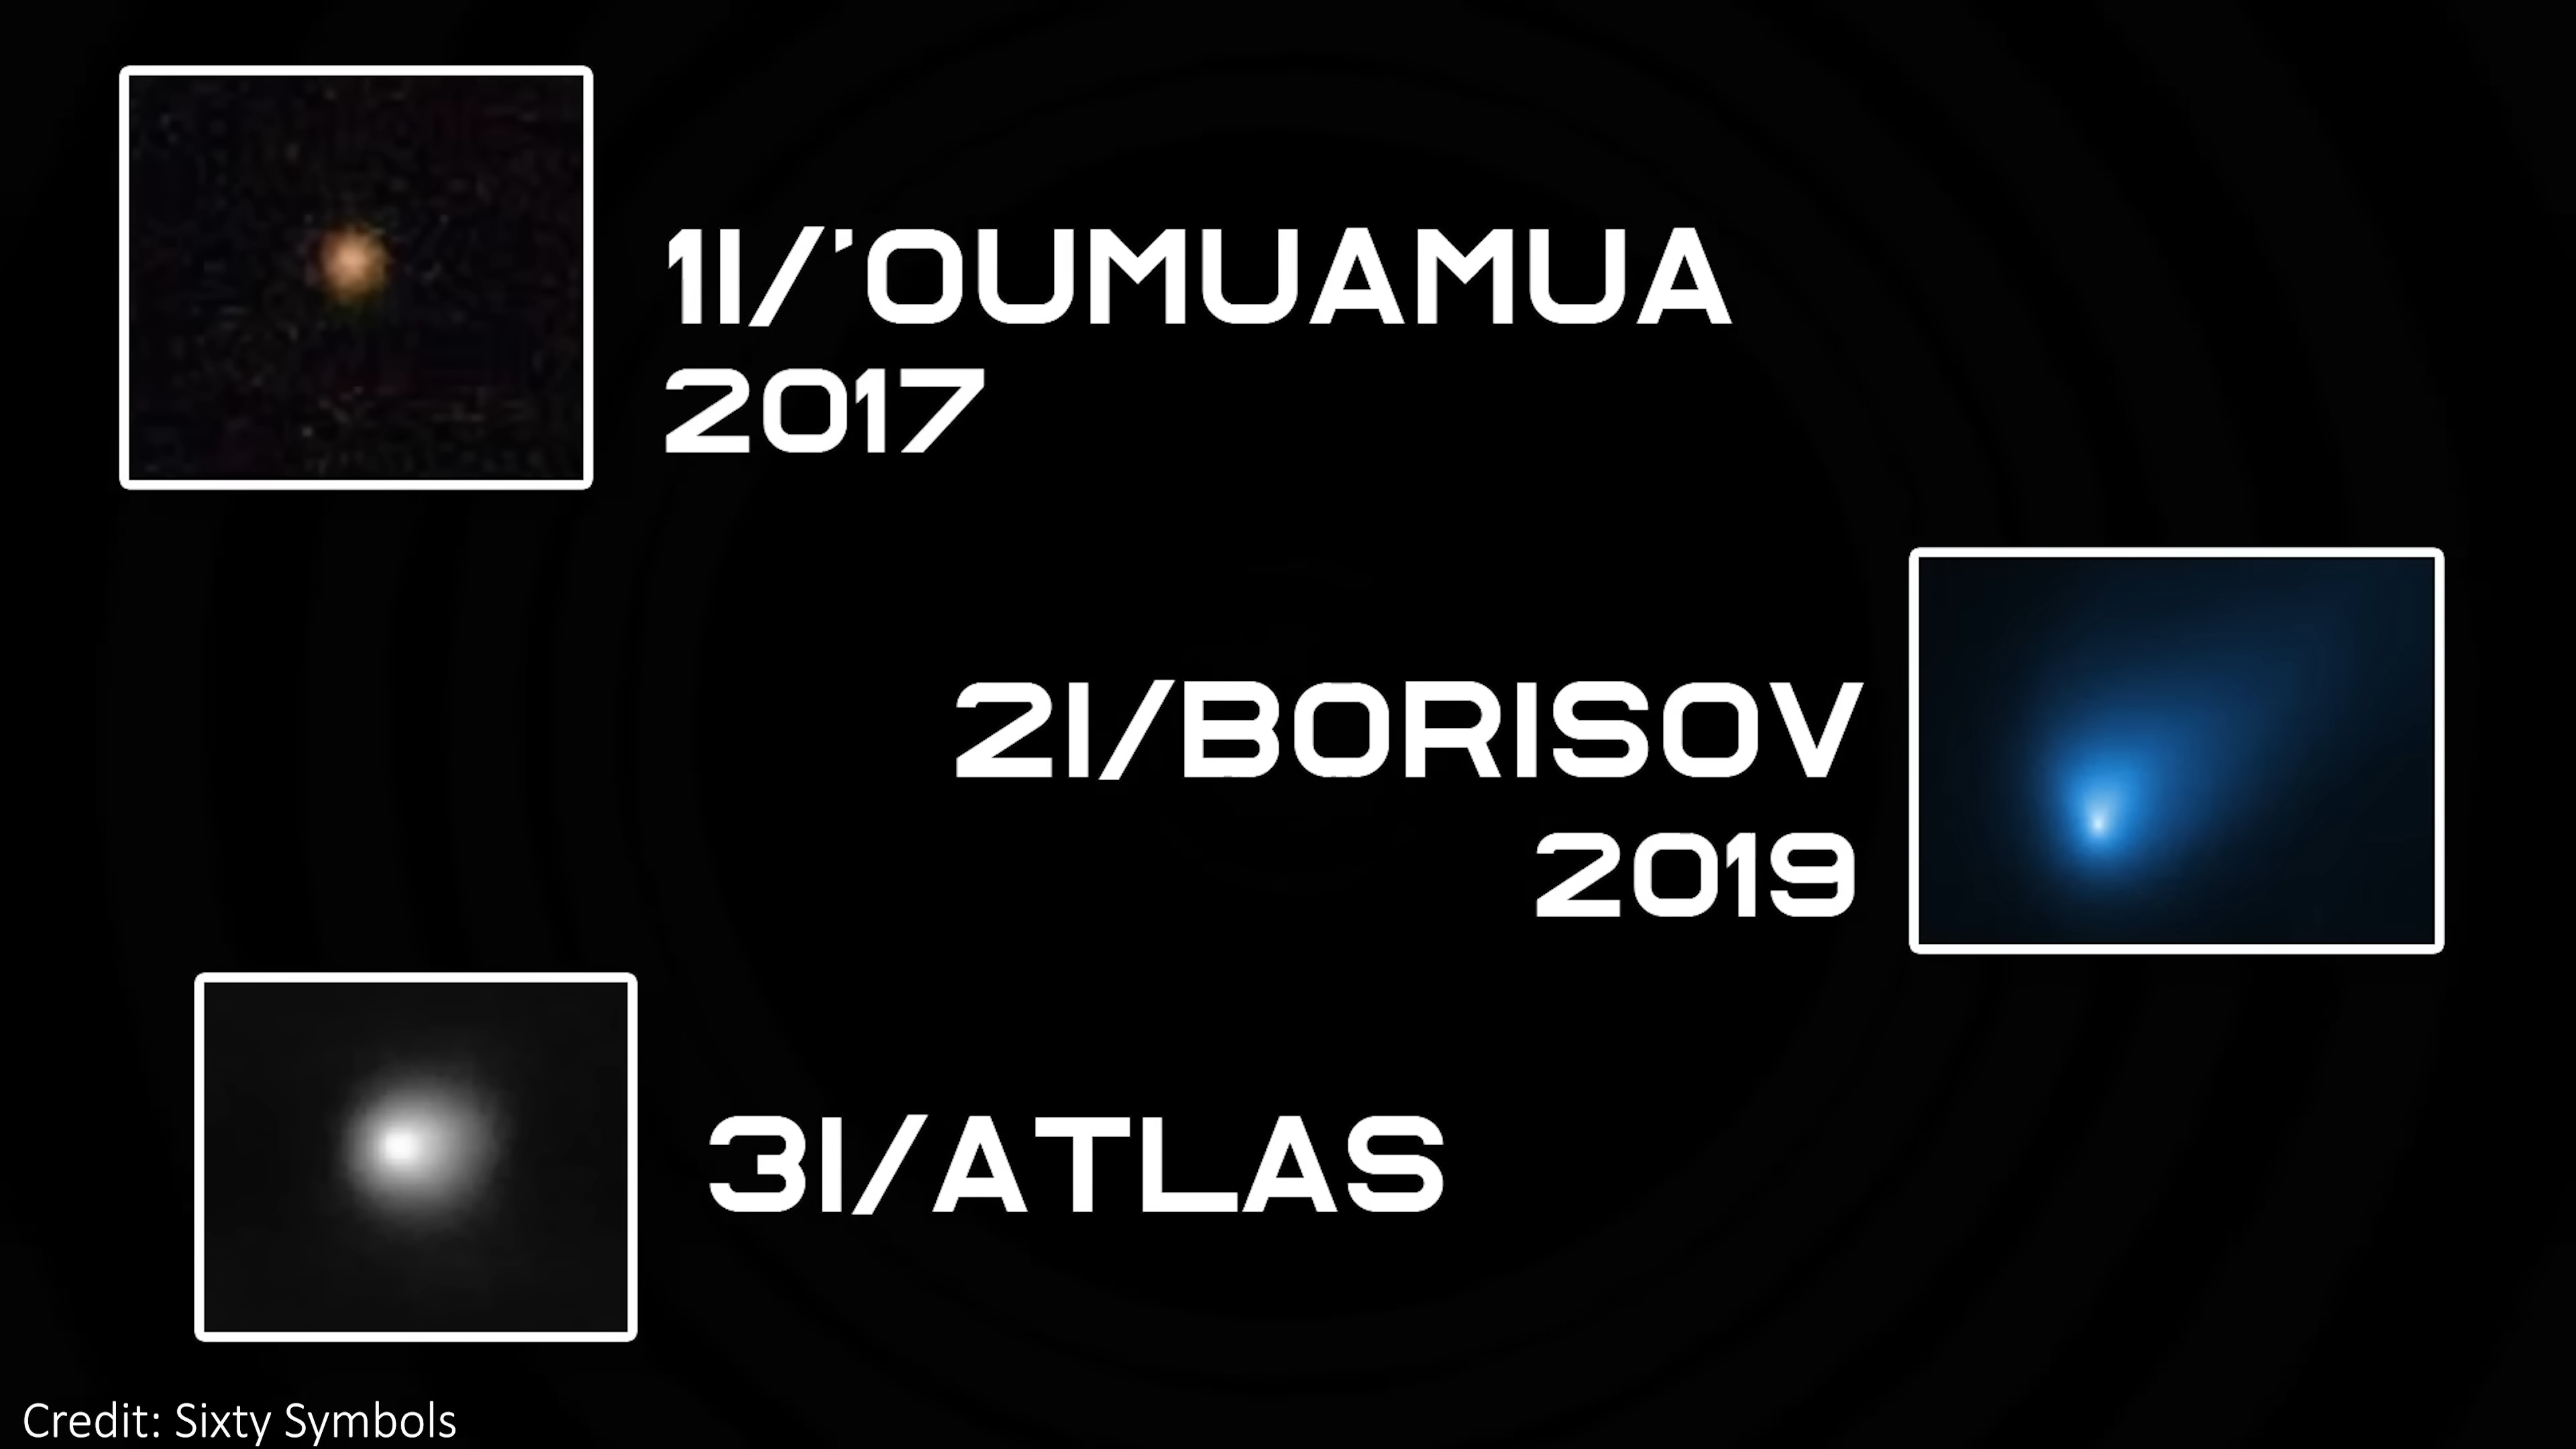 1I/'OUMUAMUA
2017
2I/BORISOV
2019
3I/ATLAS
Credit: Sixty Symbols